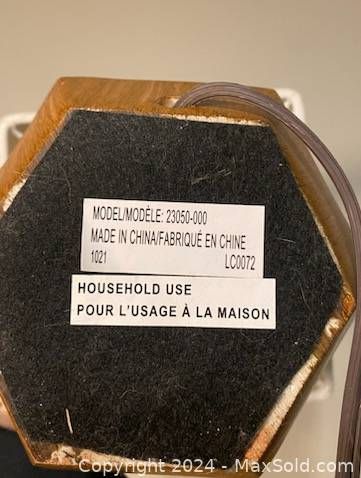 MODEL/MODÈLE: 23050-000
MADE IN CHINA/FABRIQUÉ EN CHINE
1021 LC0072
HOUSEHOLD USE
POUR L'USAGE À LA MAISON
Copyright © 2024 - MaxSold.com